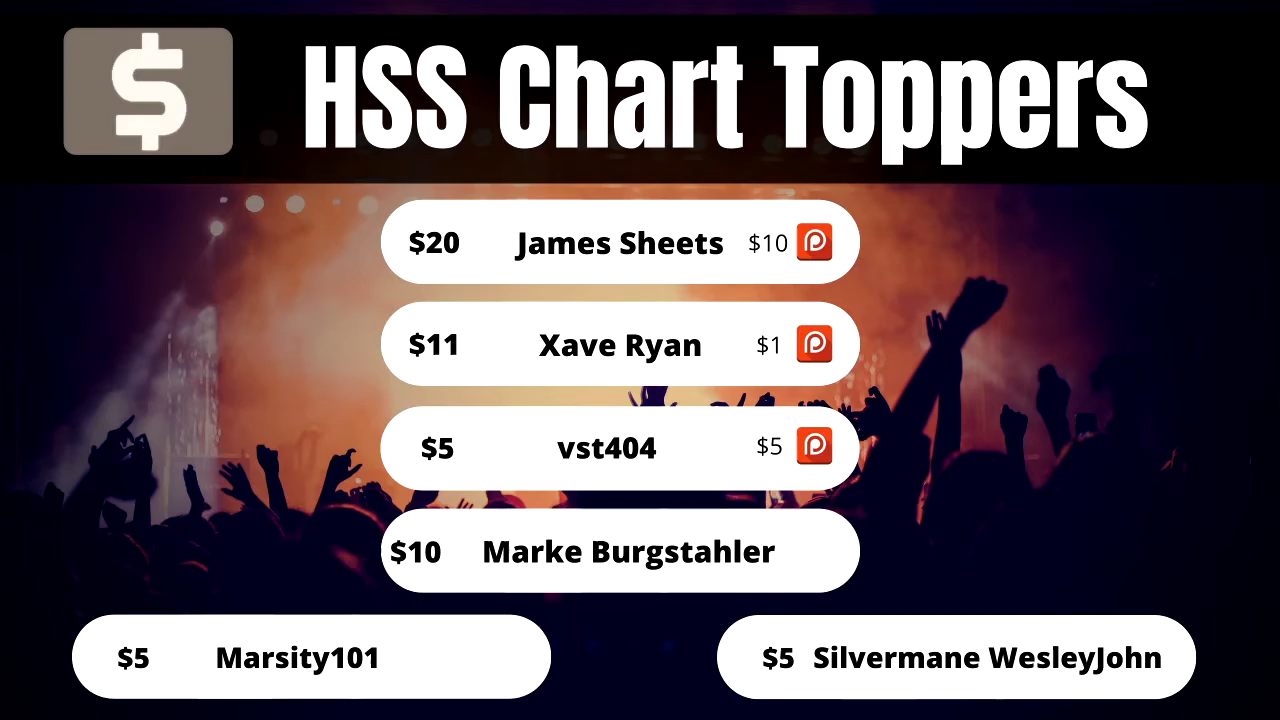 $ HSS Chart Toppers
$20 James Sheets $10
$11 Xave Ryan $1
$5 vst404 $5
$10 Marke Burgstahler
$5 Marsity101
$5 Silvermane WesleyJohn